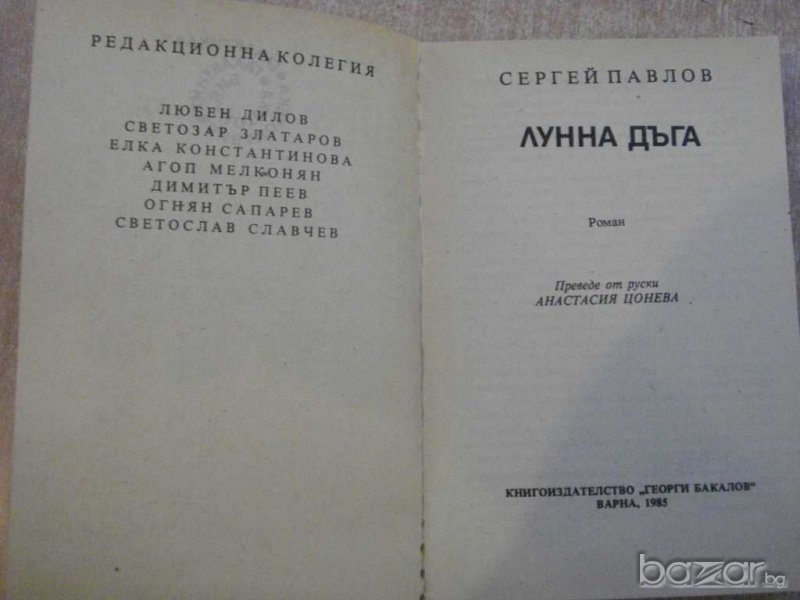 РЕДАКЦИОННА КОЛЕГИЯ
ЛЮБЕН ДИЛОВ
СВЕТОЗАР ЗЛАТАРОВ
ЕЛКА КОНСТАНТИНОВА
АГОП МЕЛКОНЯН
ДИМИТЪР ПЕЕВ
ОГНЯН САПАРЕВ
СВЕТОСЛАВ СЛАВЧЕВ
СЕРГЕЙ ПАВЛОВ
ЛУННА ДЪГА
Роман
Преведе от руски
АНАСТАСИЯ ЦОНЕВА
КНИГОИЗДАТЕЛСТВО „ГЕОРГИ БАКАЛОВ“
ВАРНА, 1985
bazar.bg